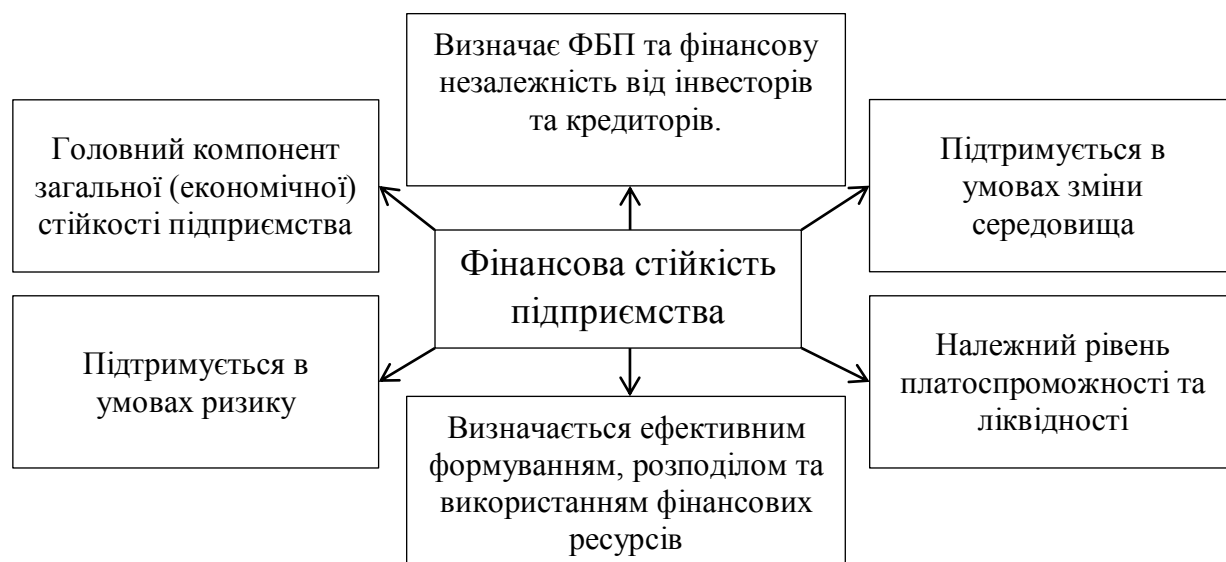 Визначає ФБП та фінансову
незалежність від інвесторів
та кредиторів.
Головний компонент
загальної (економічної)
стійкості підприємства
Підтримується в
умовах зміни
середовища
Фінансова стійкість
підприємства
Підтримується в
умовах ризику
Належний рівень
платоспроможності та
ліквідності
Визначається ефективним
формуванням, розподілом та
використанням фінансових
ресурсів